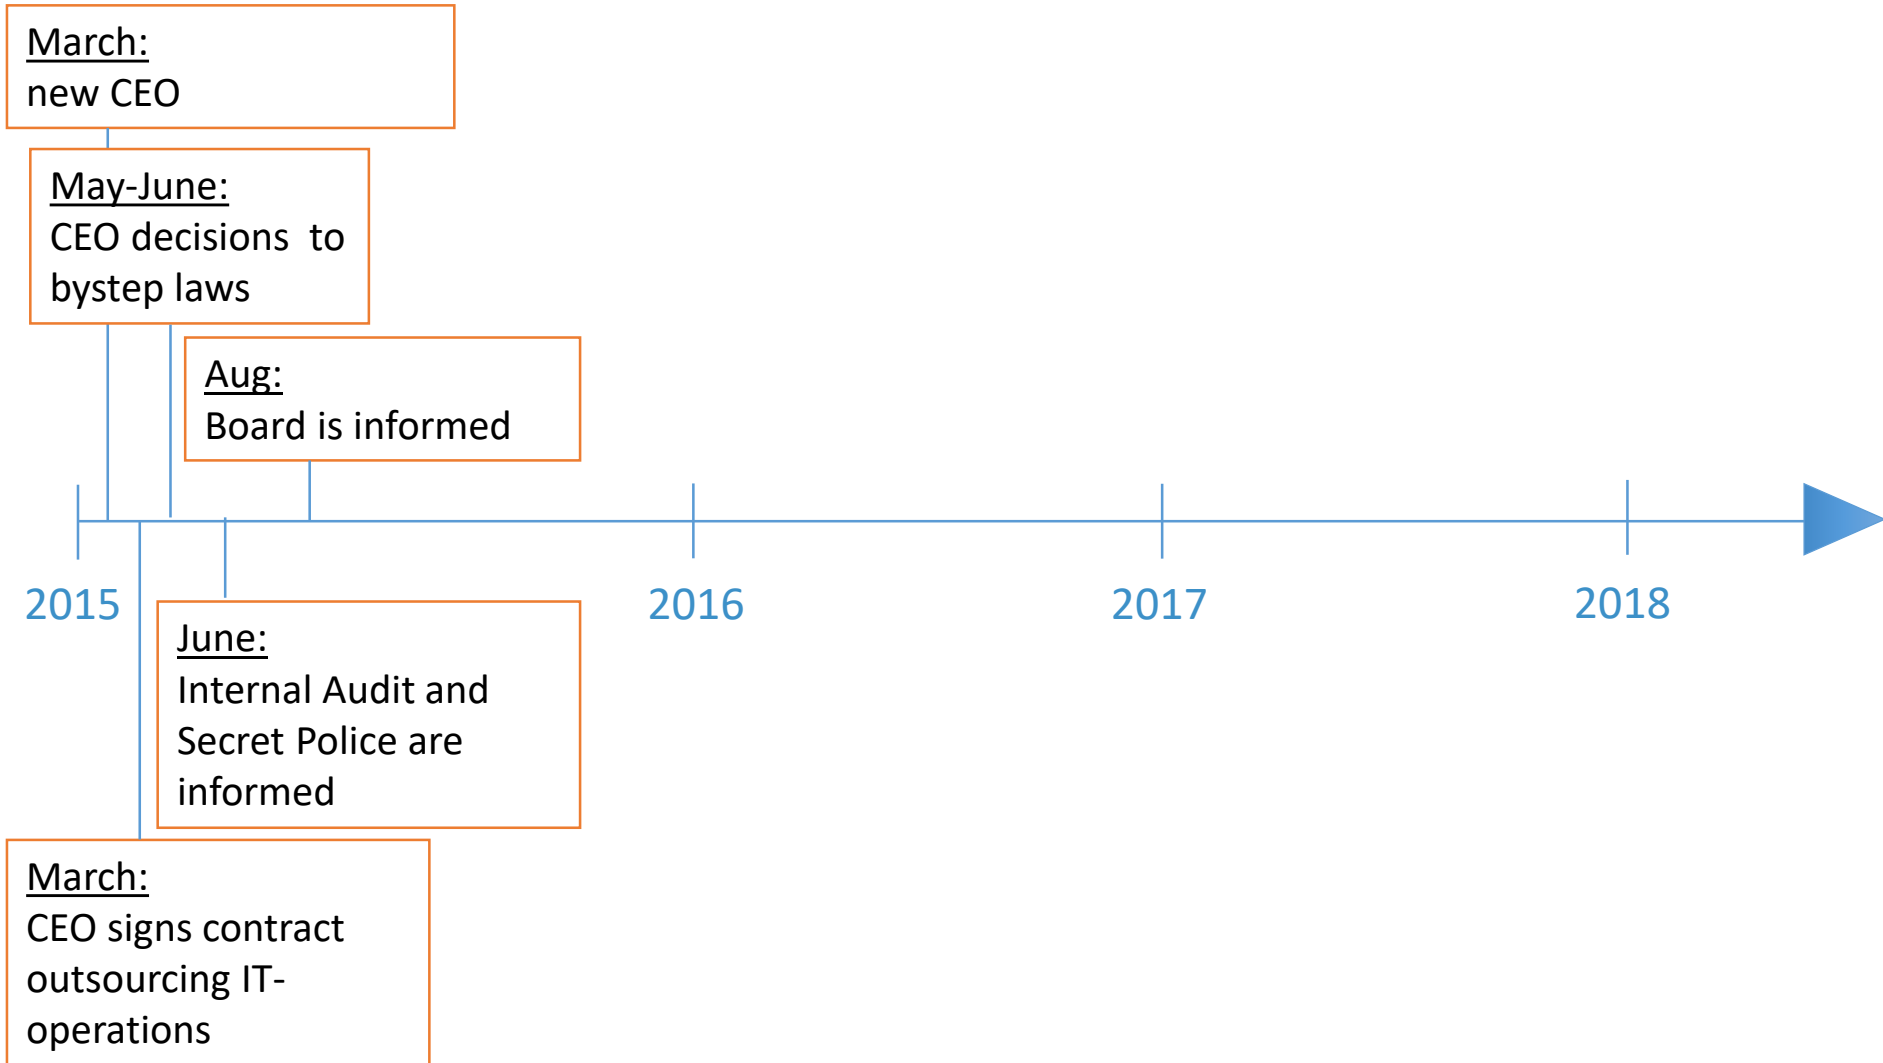 March:
new CEO
May-June:
CEO decisions  to
bystep laws
Aug:
Board is informed
2015
2016
2017
2018
June:
Internal Audit and
Secret Police are
informed
March:
CEO signs contract
outsourcing IT-
operations